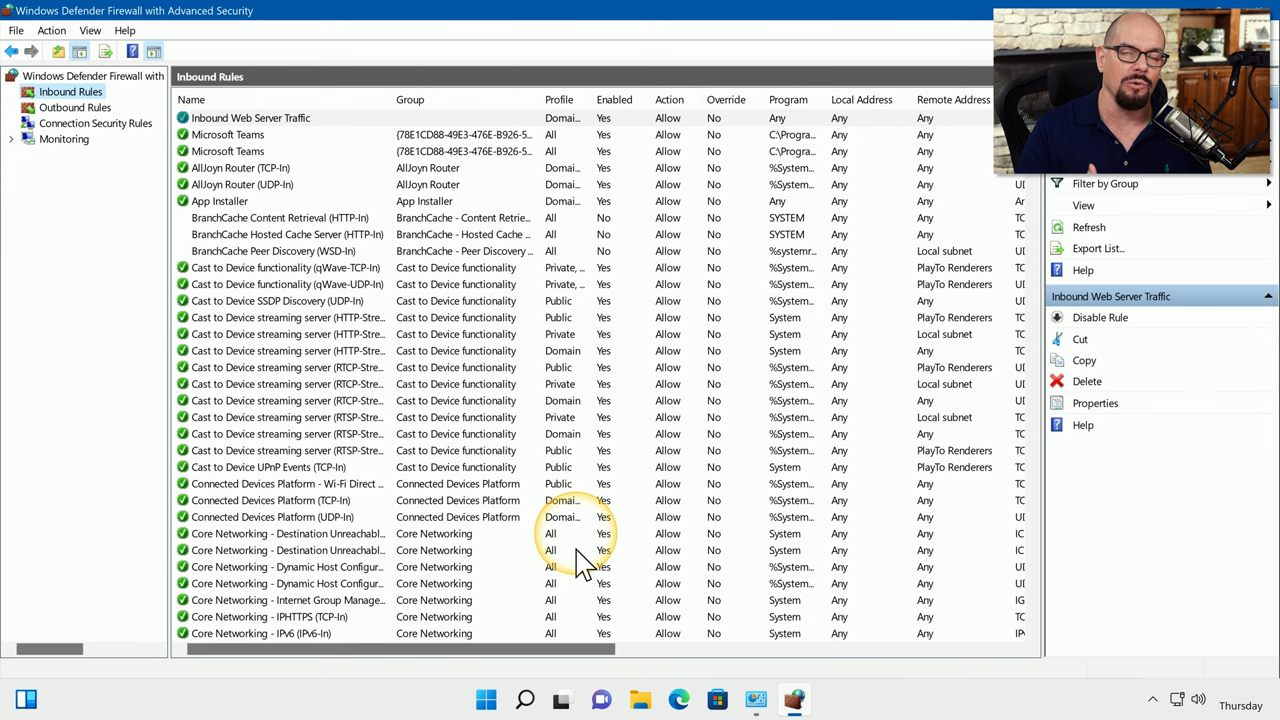 Windows Defender Firewall with Advanced Security
File Action View Help
Windows Defender Firewall with
Inbound Rules
Outbound Rules
Connection Security Rules
Monitoring
Inbound Rules
Name Group Profile Enabled Action Override Program Local Address Remote Address
Inbound Web Server Traffic Domai... Yes Allow No Any Any Any
Microsoft Teams {78E1CD88-49E3-476E-B926-5... All Yes Allow No C:\Progra... Any Any
Microsoft Teams {78E1CD88-49E3-476E-B926-5... All Yes Allow No C:\Progra... Any Any
AllJoyn Router (TCP-In) AllJoyn Router Domai... Yes Allow No %System... Any Any TC
AllJoyn Router (UDP-In) AllJoyn Router Domai... Yes Allow No %System... Any Any UD
App Installer App Installer Domai... Yes Allow No Any Any Any Ar
BranchCache Content Retrieval (HTTP-In) BranchCache - Content Retrie... All No Allow No SYSTEM Any Any TC
BranchCache Hosted Cache Server (HTTP-In) BranchCache - Hosted Cache ... All No Allow No SYSTEM Any Any TC
BranchCache Peer Discovery (WSD-In) BranchCache - Peer Discovery ... All No Allow No %systemr... Any Local subnet UD
Cast to Device functionality (qWave-TCP-In) Cast to Device functionality Private, ... Yes Allow No %System... Any PlayTo Renderers TC
Cast to Device functionality (qWave-UDP-In) Cast to Device functionality Private, ... Yes Allow No %System... Any PlayTo Renderers UD
Cast to Device SSDP Discovery (UDP-In) Cast to Device functionality Public Yes Allow No %System... Any Any UD
Cast to Device streaming server (HTTP-Stre... Cast to Device functionality Public Yes Allow No System Any PlayTo Renderers TC
Cast to Device streaming server (HTTP-Stre... Cast to Device functionality Private Yes Allow No System Any Local subnet TC
Cast to Device streaming server (HTTP-Stre... Cast to Device functionality Domain Yes Allow No System Any Any TC
Cast to Device streaming server (RTCP-Stre... Cast to Device functionality Public Yes Allow No %System... Any PlayTo Renderers UD
Cast to Device streaming server (RTCP-Stre... Cast to Device functionality Private Yes Allow No %System... Any Local subnet UD
Cast to Device streaming server (RTCP-Stre... Cast to Device functionality Domain Yes Allow No %System... Any Any UD
Cast to Device streaming server (RTSP-Stre... Cast to Device functionality Private Yes Allow No %System... Any Local subnet TC
Cast to Device streaming server (RTSP-Stre... Cast to Device functionality Domain Yes Allow No %System... Any Any TC
Cast to Device streaming server (RTSP-Stre... Cast to Device functionality Public Yes Allow No %System... Any PlayTo Renderers TC
Cast to Device UPnP Events (TCP-In) Cast to Device functionality Public Yes Allow No System Any PlayTo Renderers TC
Connected Devices Platform - Wi-Fi Direct ... Connected Devices Platform Public Yes Allow No %System... Any Any TC
Connected Devices Platform (TCP-In) Connected Devices Platform Domai... Yes Allow No %System... Any Any TC
Connected Devices Platform (UDP-In) Connected Devices Platform Domai... Yes Allow No %System... Any Any UD
Core Networking - Destination Unreachabl... Core Networking All Yes Allow No System Any Any IC
Core Networking - Destination Unreachabl... Core Networking All Yes Allow No System Any Any IC
Core Networking - Dynamic Host Configur... Core Networking All Yes Allow No %System... Any Any UD
Core Networking - Dynamic Host Configur... Core Networking All Yes Allow No %System... Any Any UD
Core Networking - Internet Group Manage... Core Networking All Yes Allow No System Any Any IG
Core Networking - IPHTTPS (TCP-In) Core Networking All Yes Allow No System Any Any TC
Core Networking - IPv6 (IPv6-In) Core Networking All Yes Allow No System Any Any IP
Filter by Group
View
Refresh
Export List...
Help
Inbound Web Server Traffic
Disable Rule
Cut
Copy
Delete
Properties
Help
Thursday